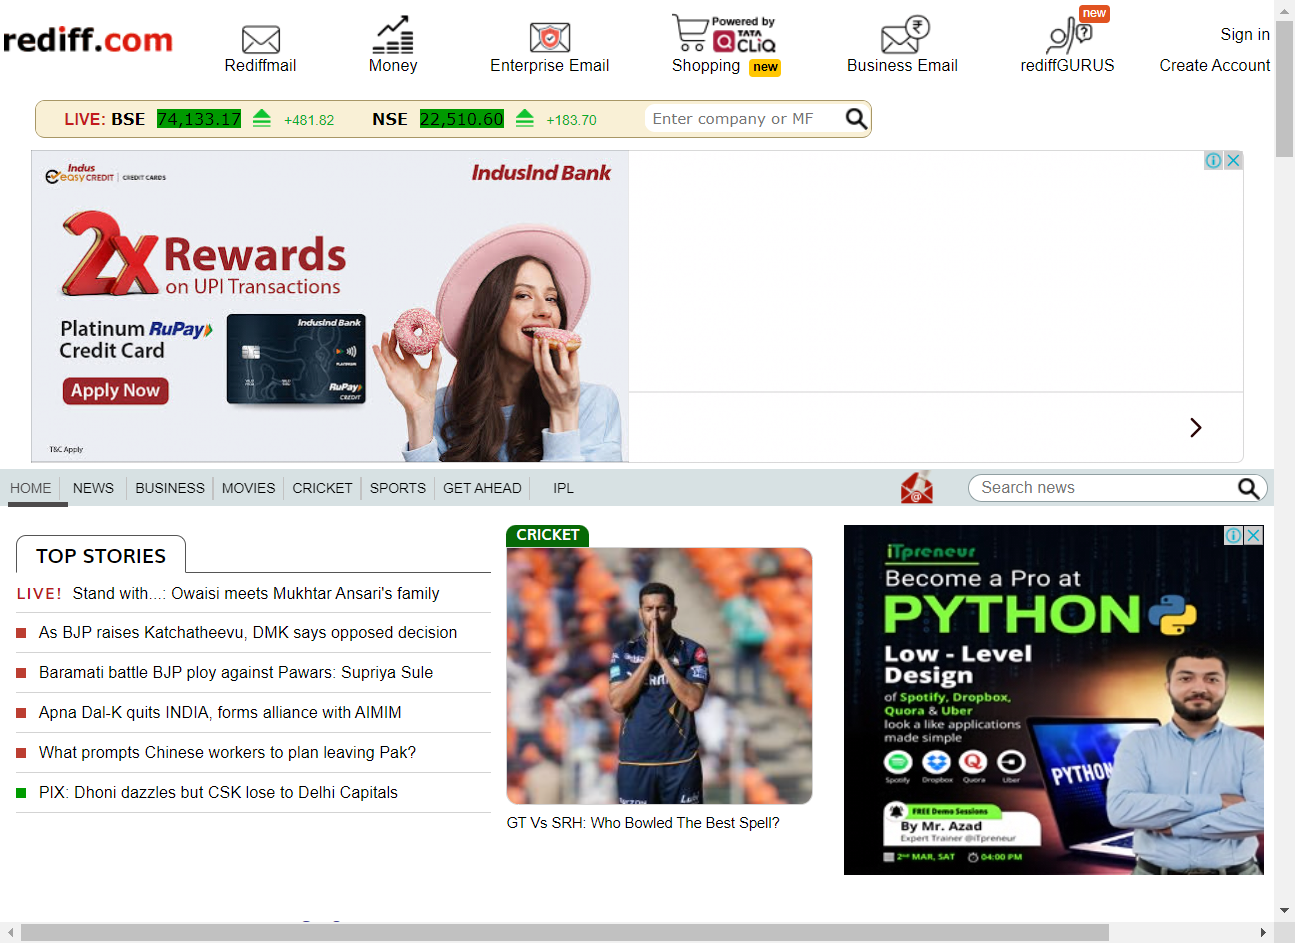 rediff.com
Rediffmail
Money
Enterprise Email
Powered by
TATA
CLiQ
Shopping new
Business Email
new
rediffGURUS
Sign in
Create Account
LIVE: BSE 74,133.17 +481.82 NSE 22,510.60 +183.70 Enter company or MF
Indus
easyCREDIT | CREDIT CARDS
IndusInd Bank
2X Rewards
on UPI Transactions
Platinum RuPay
Credit Card
Apply Now
IndusInd Bank
PLATINUM
RuPay
CREDIT
T&C Apply
HOME NEWS BUSINESS MOVIES CRICKET SPORTS GET AHEAD IPL Search news
TOP STORIES
LIVE! Stand with...: Owaisi meets Mukhtar Ansari's family
As BJP raises Katchatheevu, DMK says opposed decision
Baramati battle BJP ploy against Pawars: Supriya Sule
Apna Dal-K quits INDIA, forms alliance with AIMIM
What prompts Chinese workers to plan leaving Pak?
PIX: Dhoni dazzles but CSK lose to Delhi Capitals
CRICKET
GT Vs SRH: Who Bowled The Best Spell?
iTpreneur
Become a Pro at
PYTHON
Low - Level
Design
of Spotify, Dropbox,
Quora & Uber
look a like applications
made simple
Spotify Dropbox Quora Uber
PYTHON
FREE Demo Sessions
By Mr. Azad
Expert Trainer @iTpreneur
2nd MAR, SAT 04:00 PM